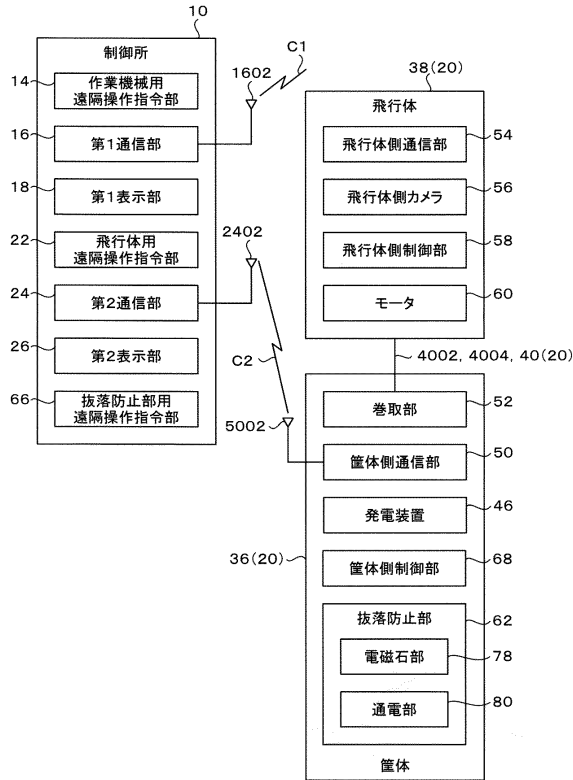 10
制御所
14
作業機械用
遠隔操作指令部
16
第1通信部
18
第1表示部
22
飛行体用
遠隔操作指令部
24
第2通信部
26
第2表示部
66
抜落防止部用
遠隔操作指令部
1602
C1
2402
C2
5002
38(20)
飛行体
飛行体側通信部
54
飛行体側カメラ
56
飛行体側制御部
58
モータ
60
4002, 4004, 40(20)
36(20)
巻取部
52
筐体側通信部
50
発電装置
46
筐体側制御部
68
抜落防止部
62
電磁石部
78
通電部
80
筐体